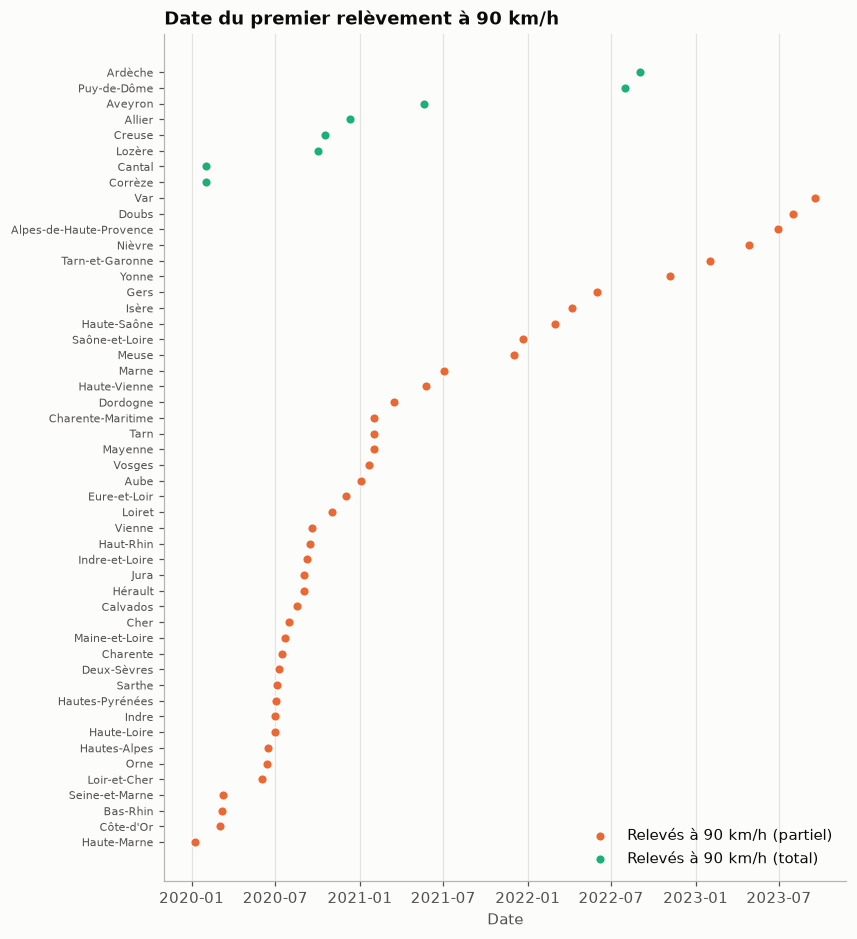 Date du premier relèvement à 90 km/h
Ardèche
Puy-de-Dôme
Aveyron
Allier
Creuse
Lozère
Cantal
Corrèze
Var
Doubs
Alpes-de-Haute-Provence
Nièvre
Tarn-et-Garonne
Yonne
Gers
Isère
Haute-Saône
Saône-et-Loire
Meuse
Marne
Haute-Vienne
Dordogne
Charente-Maritime
Tarn
Mayenne
Vosges
Aube
Eure-et-Loir
Loiret
Vienne
Haut-Rhin
Indre-et-Loire
Jura
Hérault
Calvados
Cher
Maine-et-Loire
Charente
Deux-Sèvres
Sarthe
Hautes-Pyrénées
Indre
Haute-Loire
Hautes-Alpes
Orne
Loir-et-Cher
Seine-et-Marne
Bas-Rhin
Côte-d'Or
Haute-Marne
Relevés à 90 km/h (partiel)
Relevés à 90 km/h (total)
2020-01 2020-07 2021-01 2021-07 2022-01 2022-07 2023-01 2023-07
Date